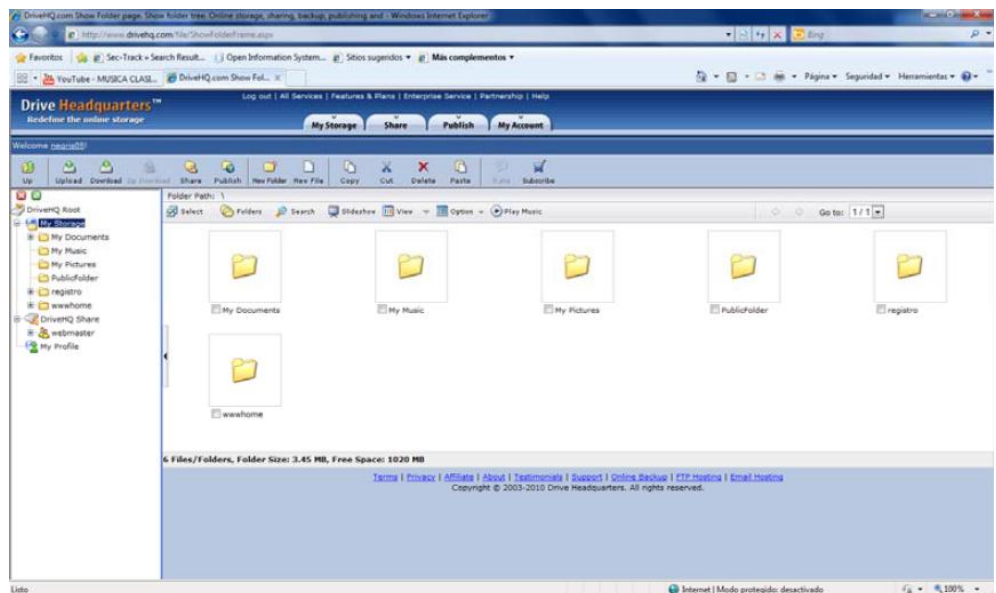 DriveHQ.com Show Folder page. Show folder tree. Online storage, sharing, backup, publishing and - Windows Internet Explorer
http://www.drivehq.com/file/ShowFolderFrame.aspx
Bing
Favoritos Sec-Track » Search Result... Open Information System... Sitios sugeridos Más complementos
YouTube - MUSICA CLASI... DriveHQ.com Show Fol... Página Seguridad Herramientas
Log out | All Services | Features & Plans | Enterprise Service | Partnership | Help
Drive Headquarters™
Redefine the online storage
My Storage Share Publish My Account
Welcome
Up Upload Download Share Publish New Folder New File Copy Cut Delete Paste Subscribe
Folder Path: \
Select Folders Search Slideshow View Option Play Music Go to: 1/1
DriveHQ Root
My Storage
My Documents
My Music
My Pictures
PublicFolder
registro
wwwhome
DriveHQ Share
webmaster
My Profile
My Documents My Music My Pictures PublicFolder registro
wwwhome
6 Files/Folders, Folder Size: 3.45 MB, Free Space: 1020 MB
Terms | Privacy | Affiliate | About | Testimonials | Support | Online Backup | FTP Hosting | Email Hosting
Copyright © 2003-2010 Drive Headquarters. All rights reserved.
Listo Internet | Modo protegido: desactivado 100%